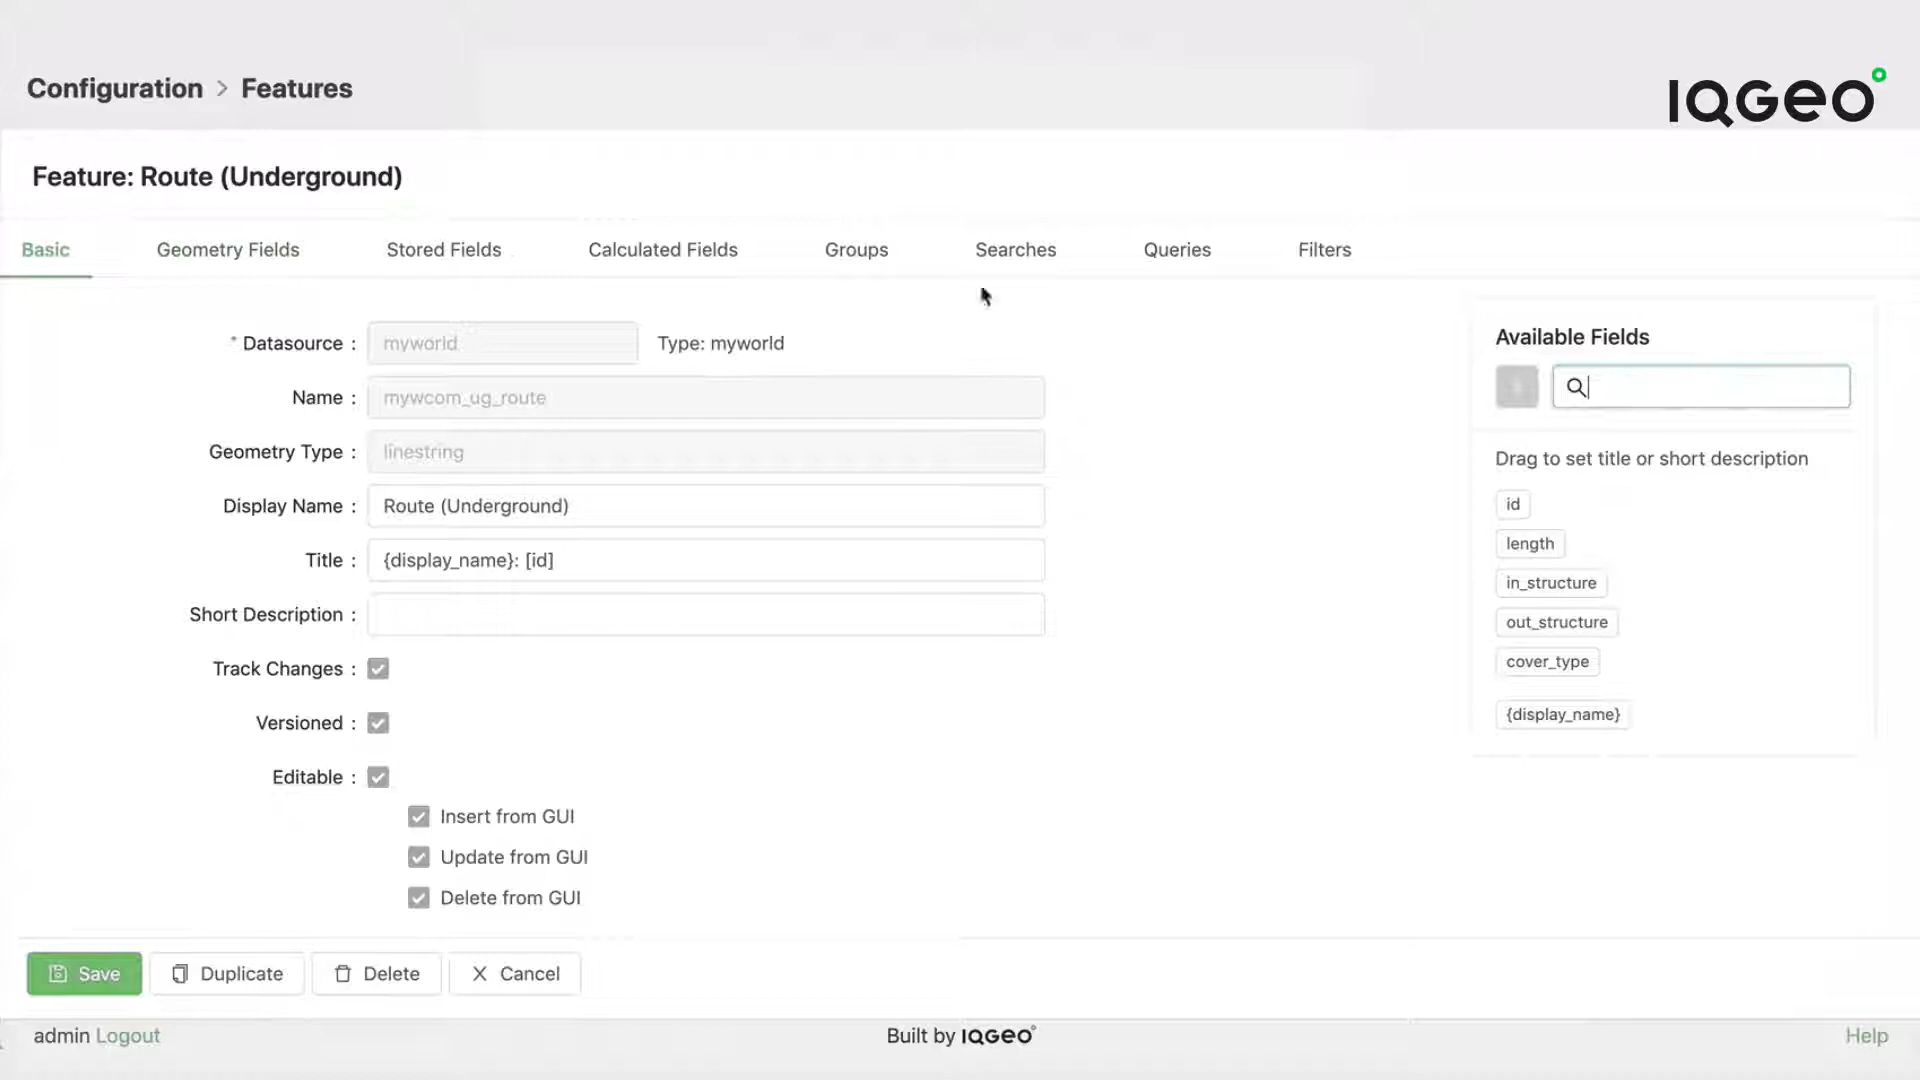 Configuration > Features
IQGEO
Feature: Route (Underground)
Basic Geometry Fields Stored Fields Calculated Fields Groups Searches Queries Filters
* Datasource : myworld Type: myworld
Name : mywcom_ug_route
Geometry Type : linestring
Display Name : Route (Underground)
Title : {display_name}: [id]
Short Description :
Track Changes :
Versioned :
Editable :
Insert from GUI
Update from GUI
Delete from GUI
Available Fields
Drag to set title or short description
id
length
in_structure
out_structure
cover_type
{display_name}
Save Duplicate Delete Cancel
admin Logout
Built by IQGEO
Help